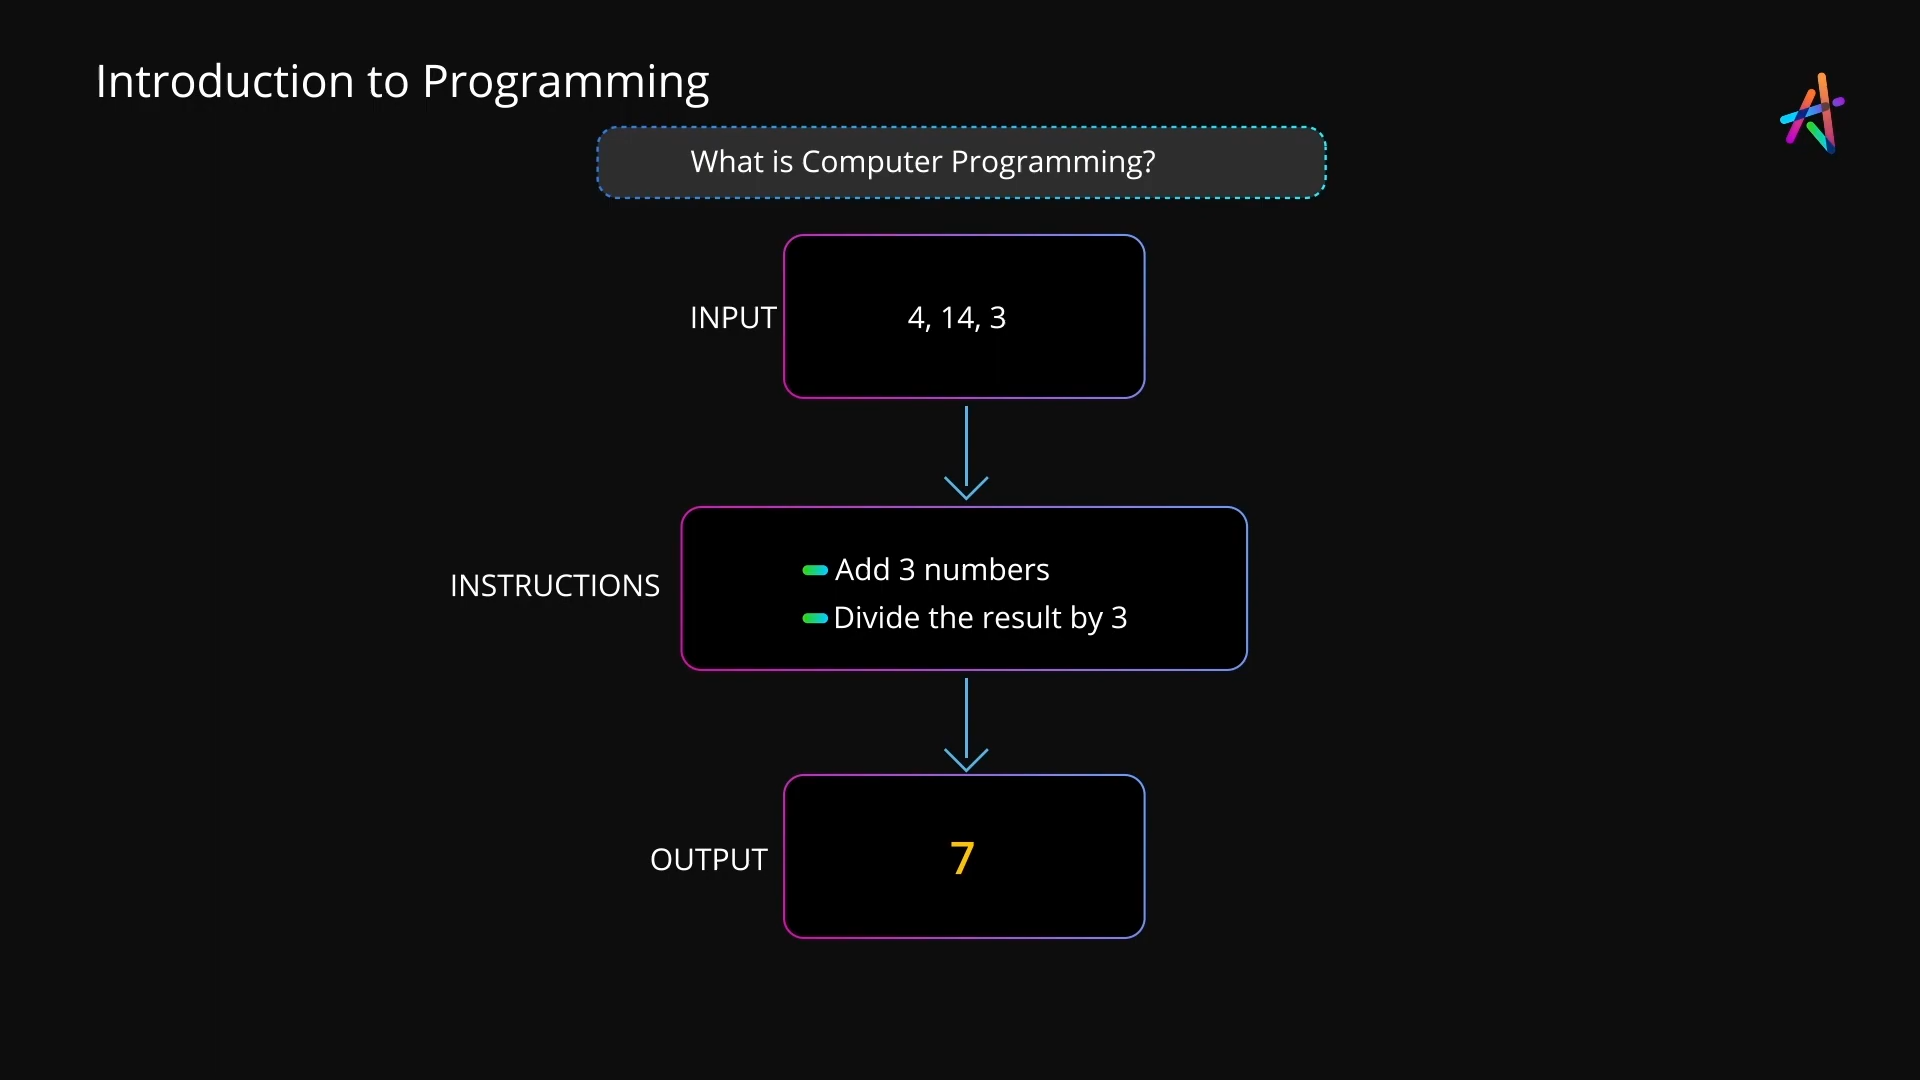 Introduction to Programming
What is Computer Programming?
INPUT
4, 14, 3
INSTRUCTIONS
Add 3 numbers
Divide the result by 3
OUTPUT
7